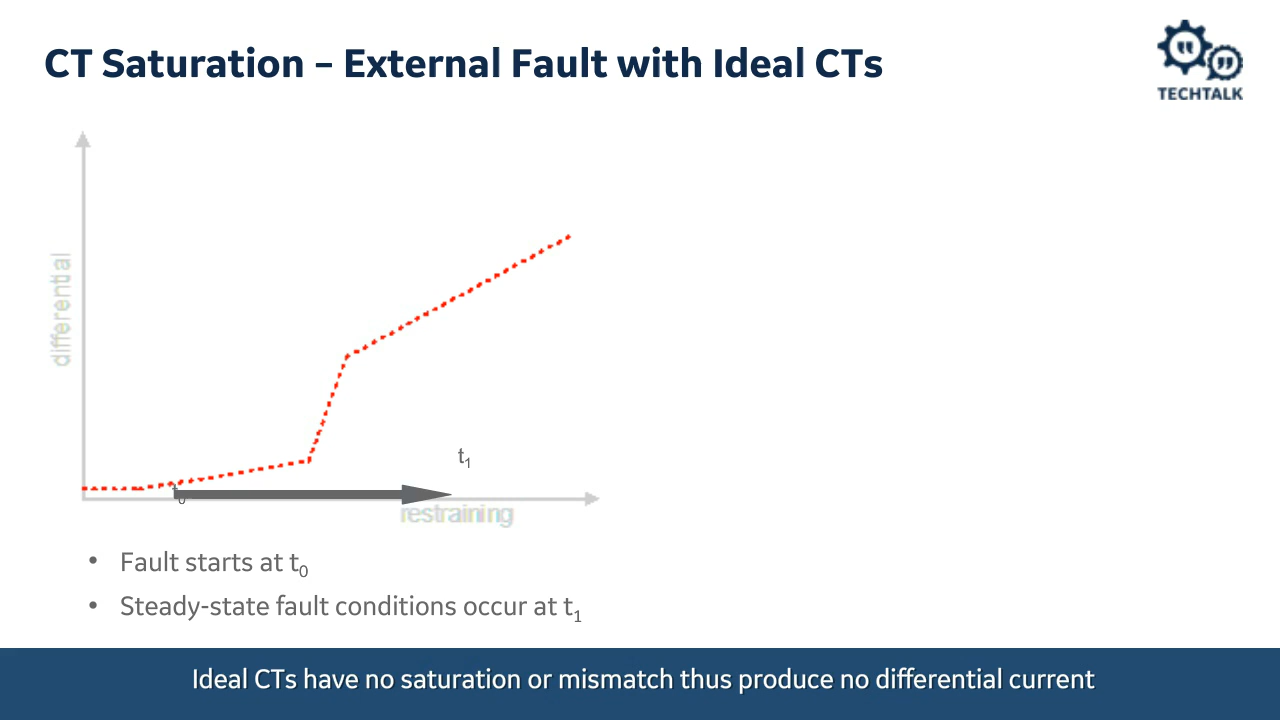 CT Saturation – External Fault with Ideal CTs
“ ”
TECHTALK
differential
t₁
t₀
restraining
• Fault starts at t₀
• Steady-state fault conditions occur at t₁
Ideal CTs have no saturation or mismatch thus produce no differential current